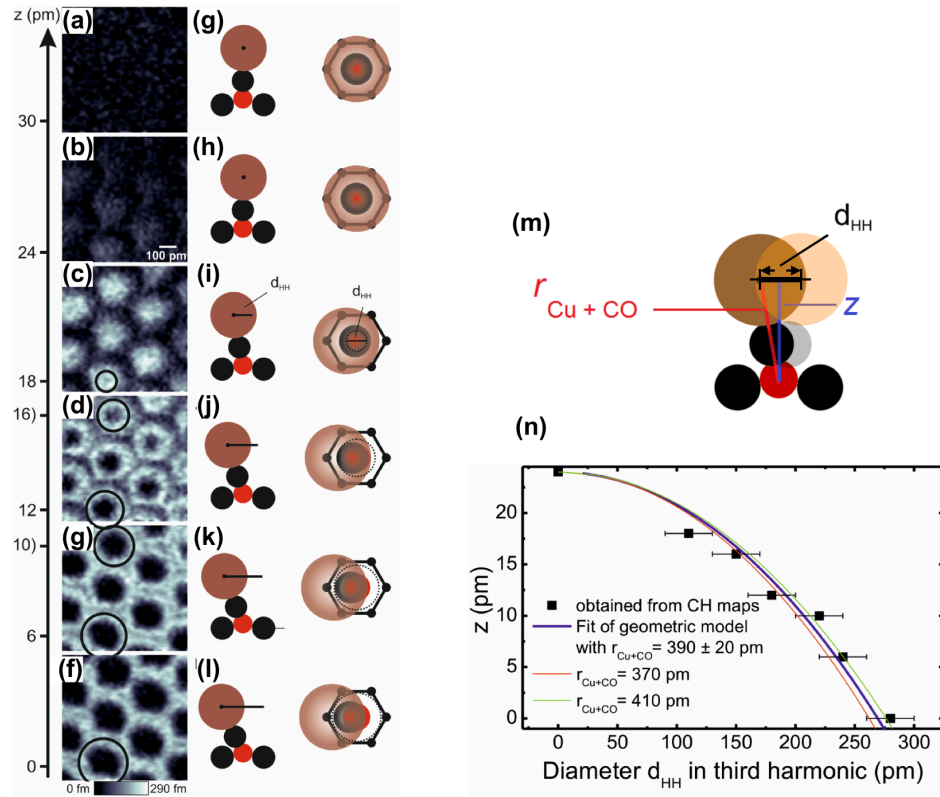 z (pm)
(a)
(g)
30
(b)
(h)
100 pm
24
(c)
(i)
d_HH
d_HH
18
16)
(d)
(j)
12
10)
(g)
(k)
6
(f)
(l)
0
0 fm
290 fm
(m)
d_HH
r_Cu + CO
z
(n)
z (pm)
20
15
10
5
0
obtained from CH maps
Fit of geometric model
with r_Cu+CO= 390 ± 20 pm
r_Cu+CO= 370 pm
r_Cu+CO= 410 pm
0 50 100 150 200 250 300
Diameter d_HH in third harmonic (pm)